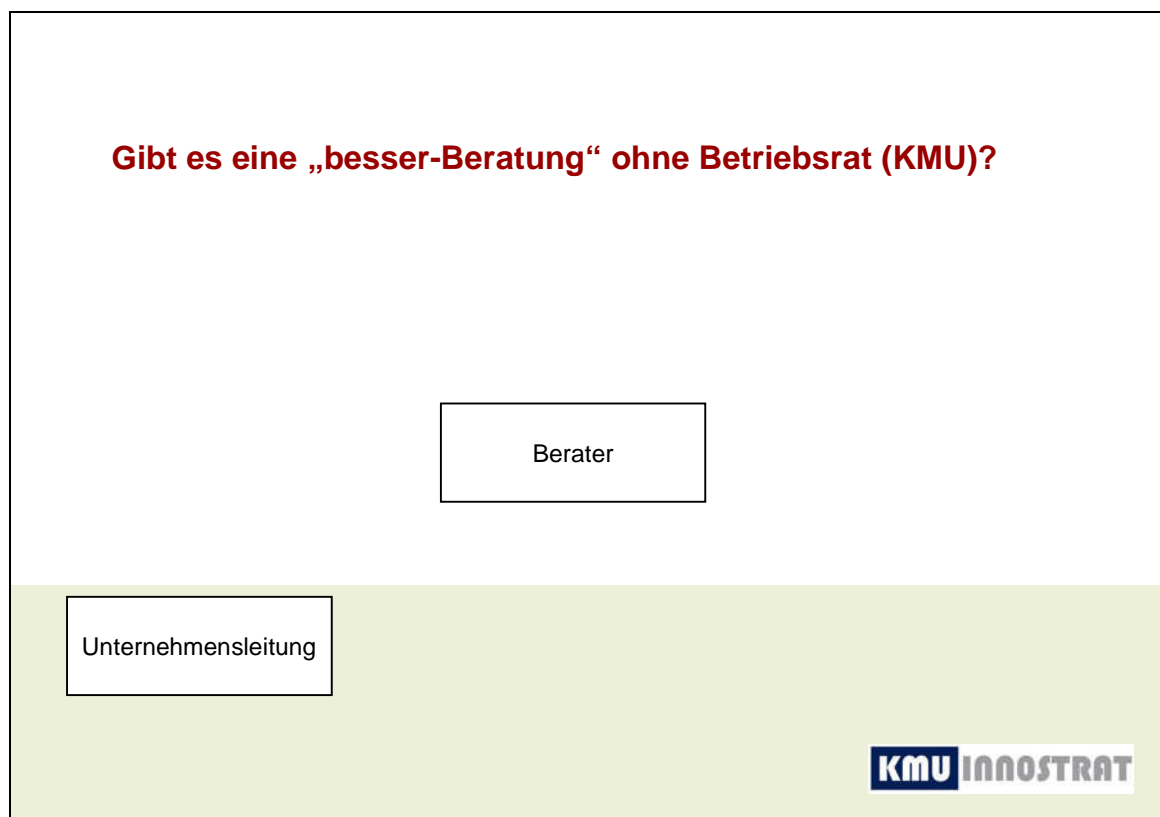 Gibt es eine „besser-Beratung“ ohne Betriebsrat (KMU)?
Berater
Unternehmensleitung
KMU INNOSTRAT